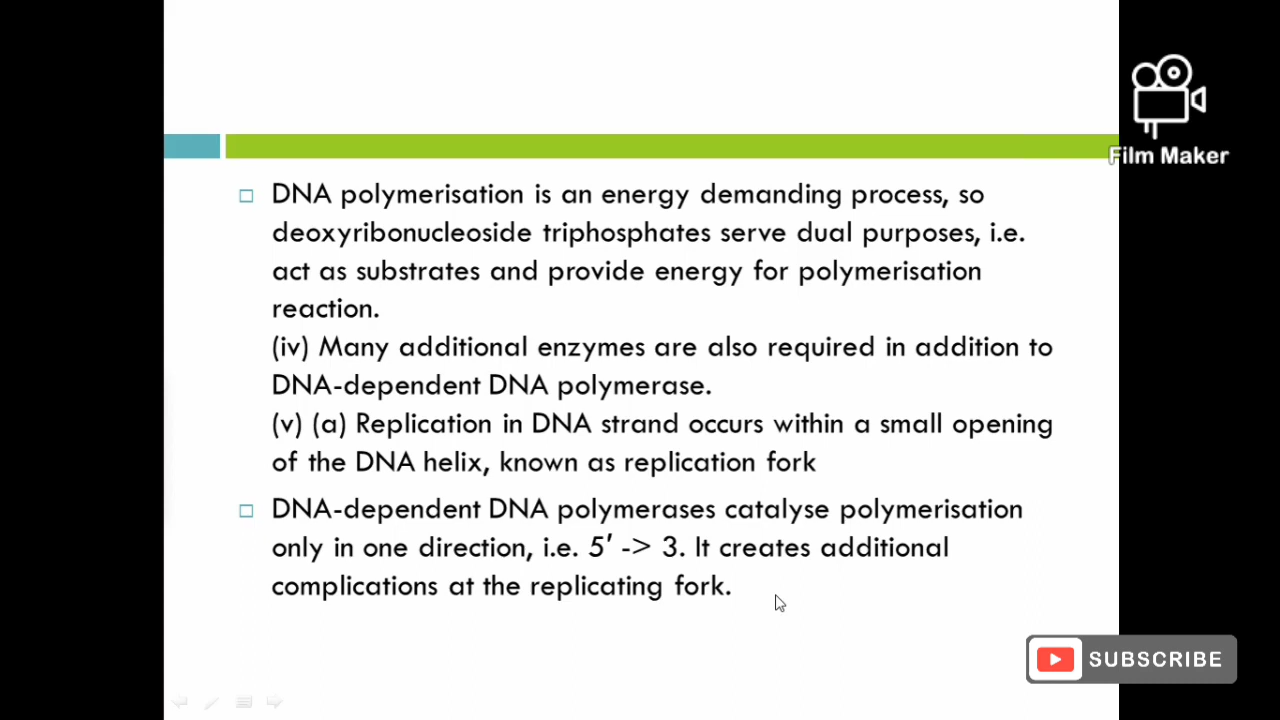 Film Maker
DNA polymerisation is an energy demanding process, so
deoxyribonucleoside triphosphates serve dual purposes, i.e.
act as substrates and provide energy for polymerisation
reaction.
(iv) Many additional enzymes are also required in addition to
DNA-dependent DNA polymerase.
(v) (a) Replication in DNA strand occurs within a small opening
of the DNA helix, known as replication fork
DNA-dependent DNA polymerases catalyse polymerisation
only in one direction, i.e. 5′ -> 3. It creates additional
complications at the replicating fork.
SUBSCRIBE